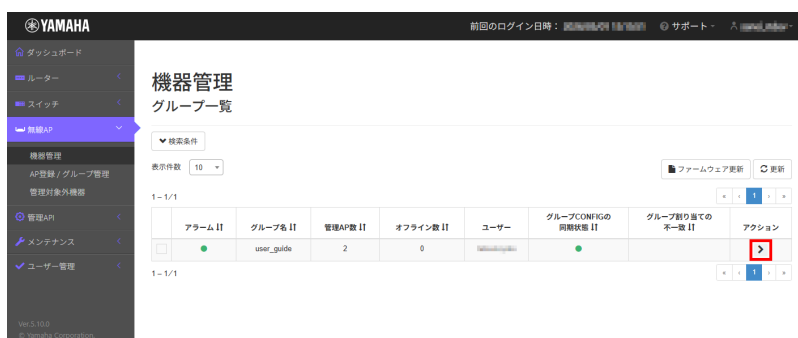 YAMAHA
前回のログイン日時：
サポート
ダッシュボード
ルーター
スイッチ
無線AP
機器管理
AP登録 / グループ管理
管理対象外機器
管理API
メンテナンス
ユーザー管理
Ver.5.10.0
© Yamaha Corporation.
機器管理
グループ一覧
検索条件
表示件数 10
ファームウェア更新 更新
1 – 1 / 1
« ‹ 1 › »
アラーム グループ名 管理AP数 オフライン数 ユーザー グループCONFIGの同期状態 グループ割り当ての不一致 アクション
user_guide 2 0
1 – 1 / 1
« ‹ 1 › »